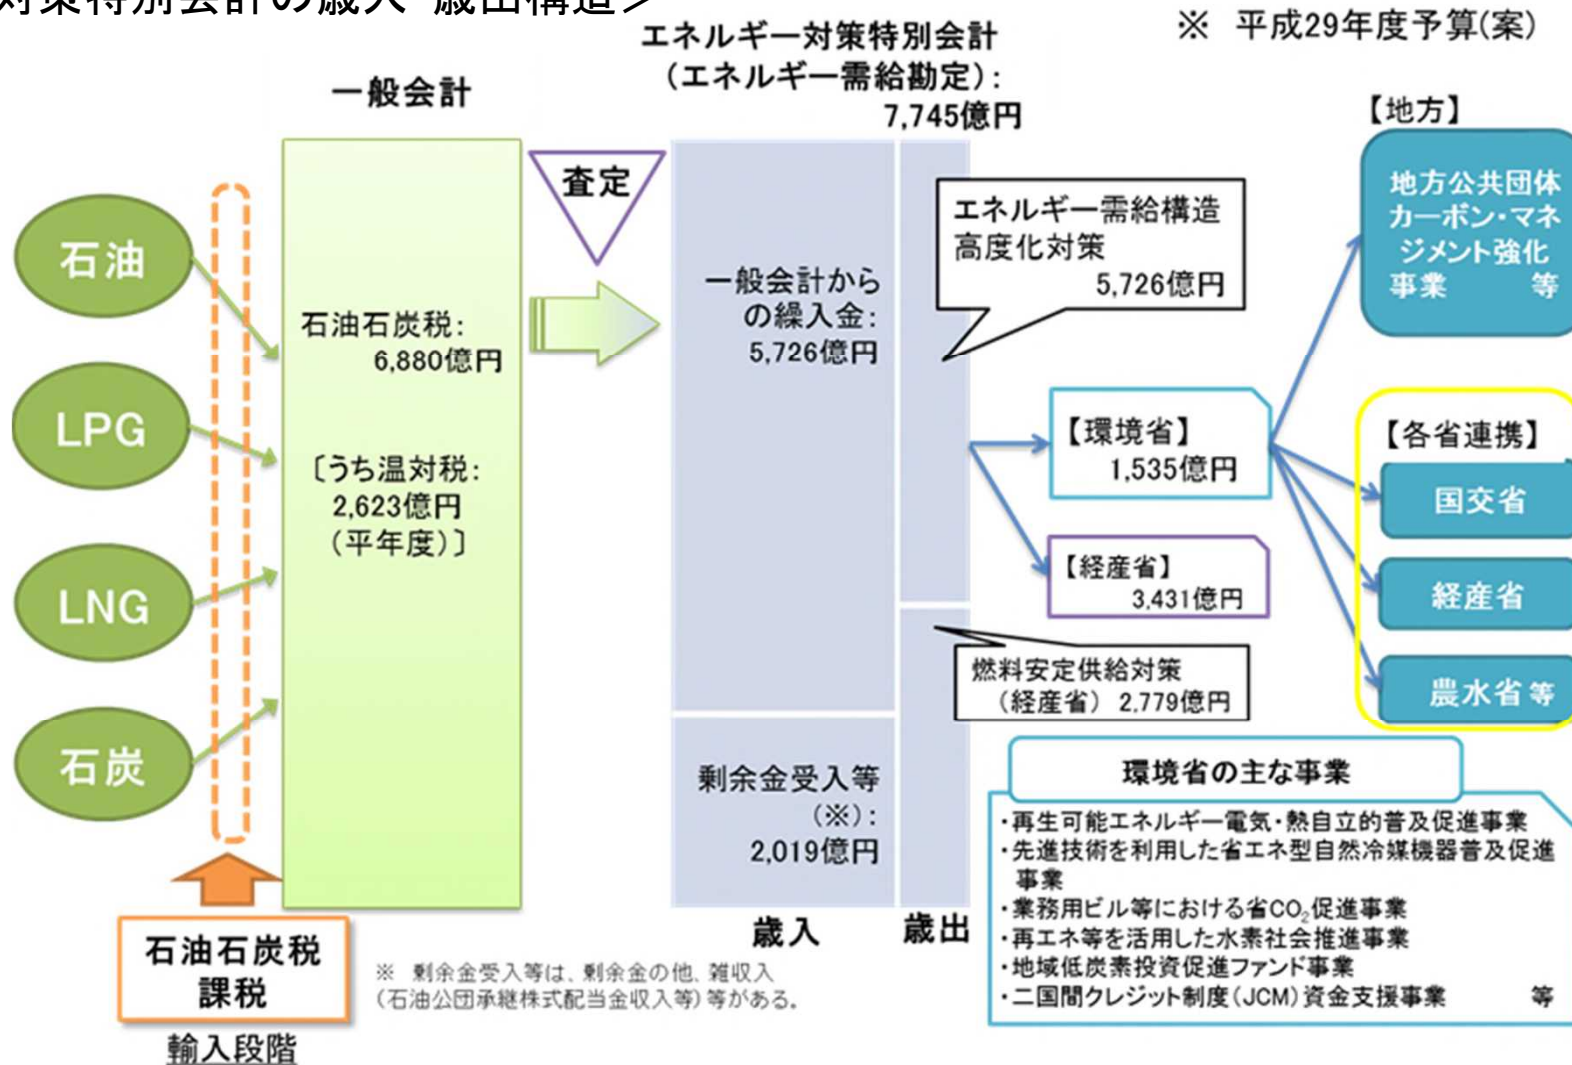 対策特別会計の歳入 歳出構造＞
※ 平成29年度予算(案)
一般会計
エネルギー対策特別会計
(エネルギー需給勘定):
7,745億円
石油
LPG
LNG
石炭
石油石炭税:
6,880億円
〔うち温対税:
2,623億円
(平年度)〕
査定
一般会計から
の繰入金:
5,726億円
剰余金受入等
(※):
2,019億円
歳入
歳出
エネルギー需給構造
高度化対策
5,726億円
【環境省】
1,535億円
【経産省】
3,431億円
燃料安定供給対策
(経産省) 2,779億円
【地方】
地方公共団体
カーボン・マネ
ジメント強化
事業 等
【各省連携】
国交省
経産省
農水省 等
環境省の主な事業
・再生可能エネルギー電気・熱自立的普及促進事業
・先進技術を利用した省エネ型自然冷媒機器普及促進
事業
・業務用ビル等における省CO₂促進事業
・再エネ等を活用した水素社会推進事業
・地域低炭素投資促進ファンド事業
・二国間クレジット制度(JCM)資金支援事業 等
石油石炭税
課税
輸入段階
※ 剰余金受入等は、剰余金の他、雑収入
(石油公団承継株式配当金収入等)等がある。